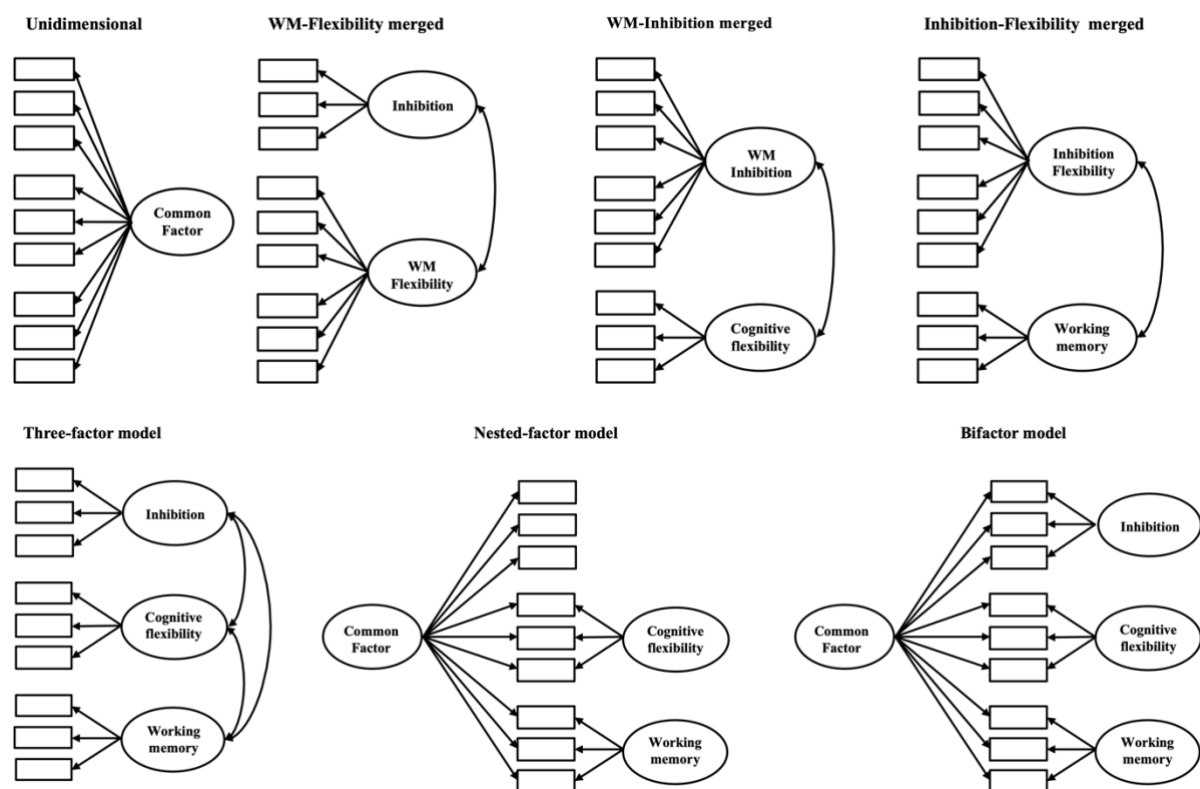 Unidimensional
WM-Flexibility merged
WM-Inhibition merged
Inhibition-Flexibility merged
Common
Factor
Inhibition
WM
Flexibility
WM
Inhibition
Cognitive
flexibility
Inhibition
Flexibility
Working
memory
Three-factor model
Nested-factor model
Bifactor model
Inhibition
Cognitive
flexibility
Working
memory
Common
Factor
Cognitive
flexibility
Working
memory
Common
Factor
Inhibition
Cognitive
flexibility
Working
memory